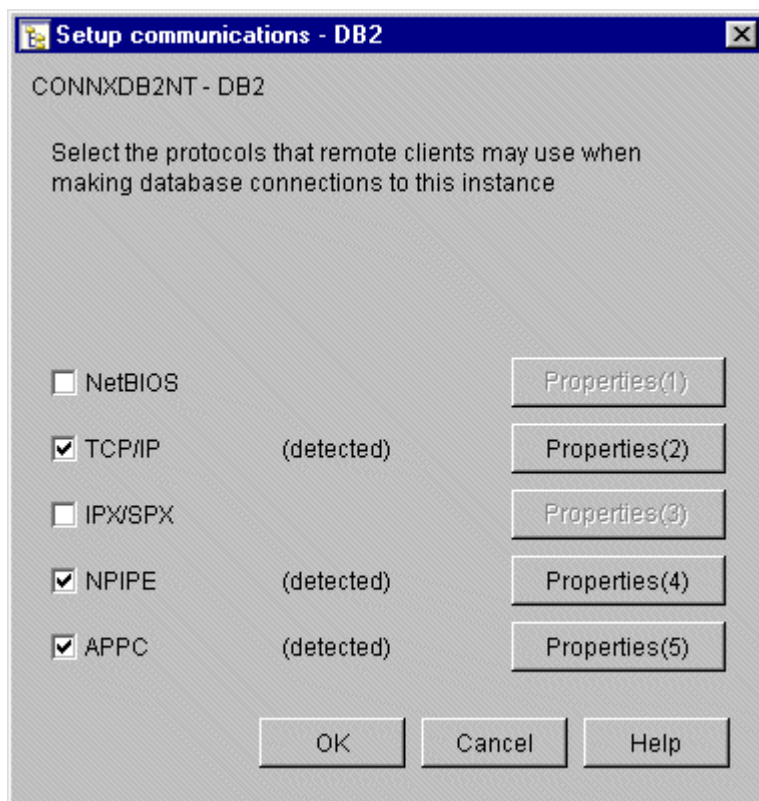 Setup communications - DB2
CONNXDB2NT - DB2
Select the protocols that remote clients may use when
making database connections to this instance
NetBIOS Properties(1)
TCP/IP (detected) Properties(2)
IPX/SPX Properties(3)
NPIPE (detected) Properties(4)
APPC (detected) Properties(5)
OK Cancel Help